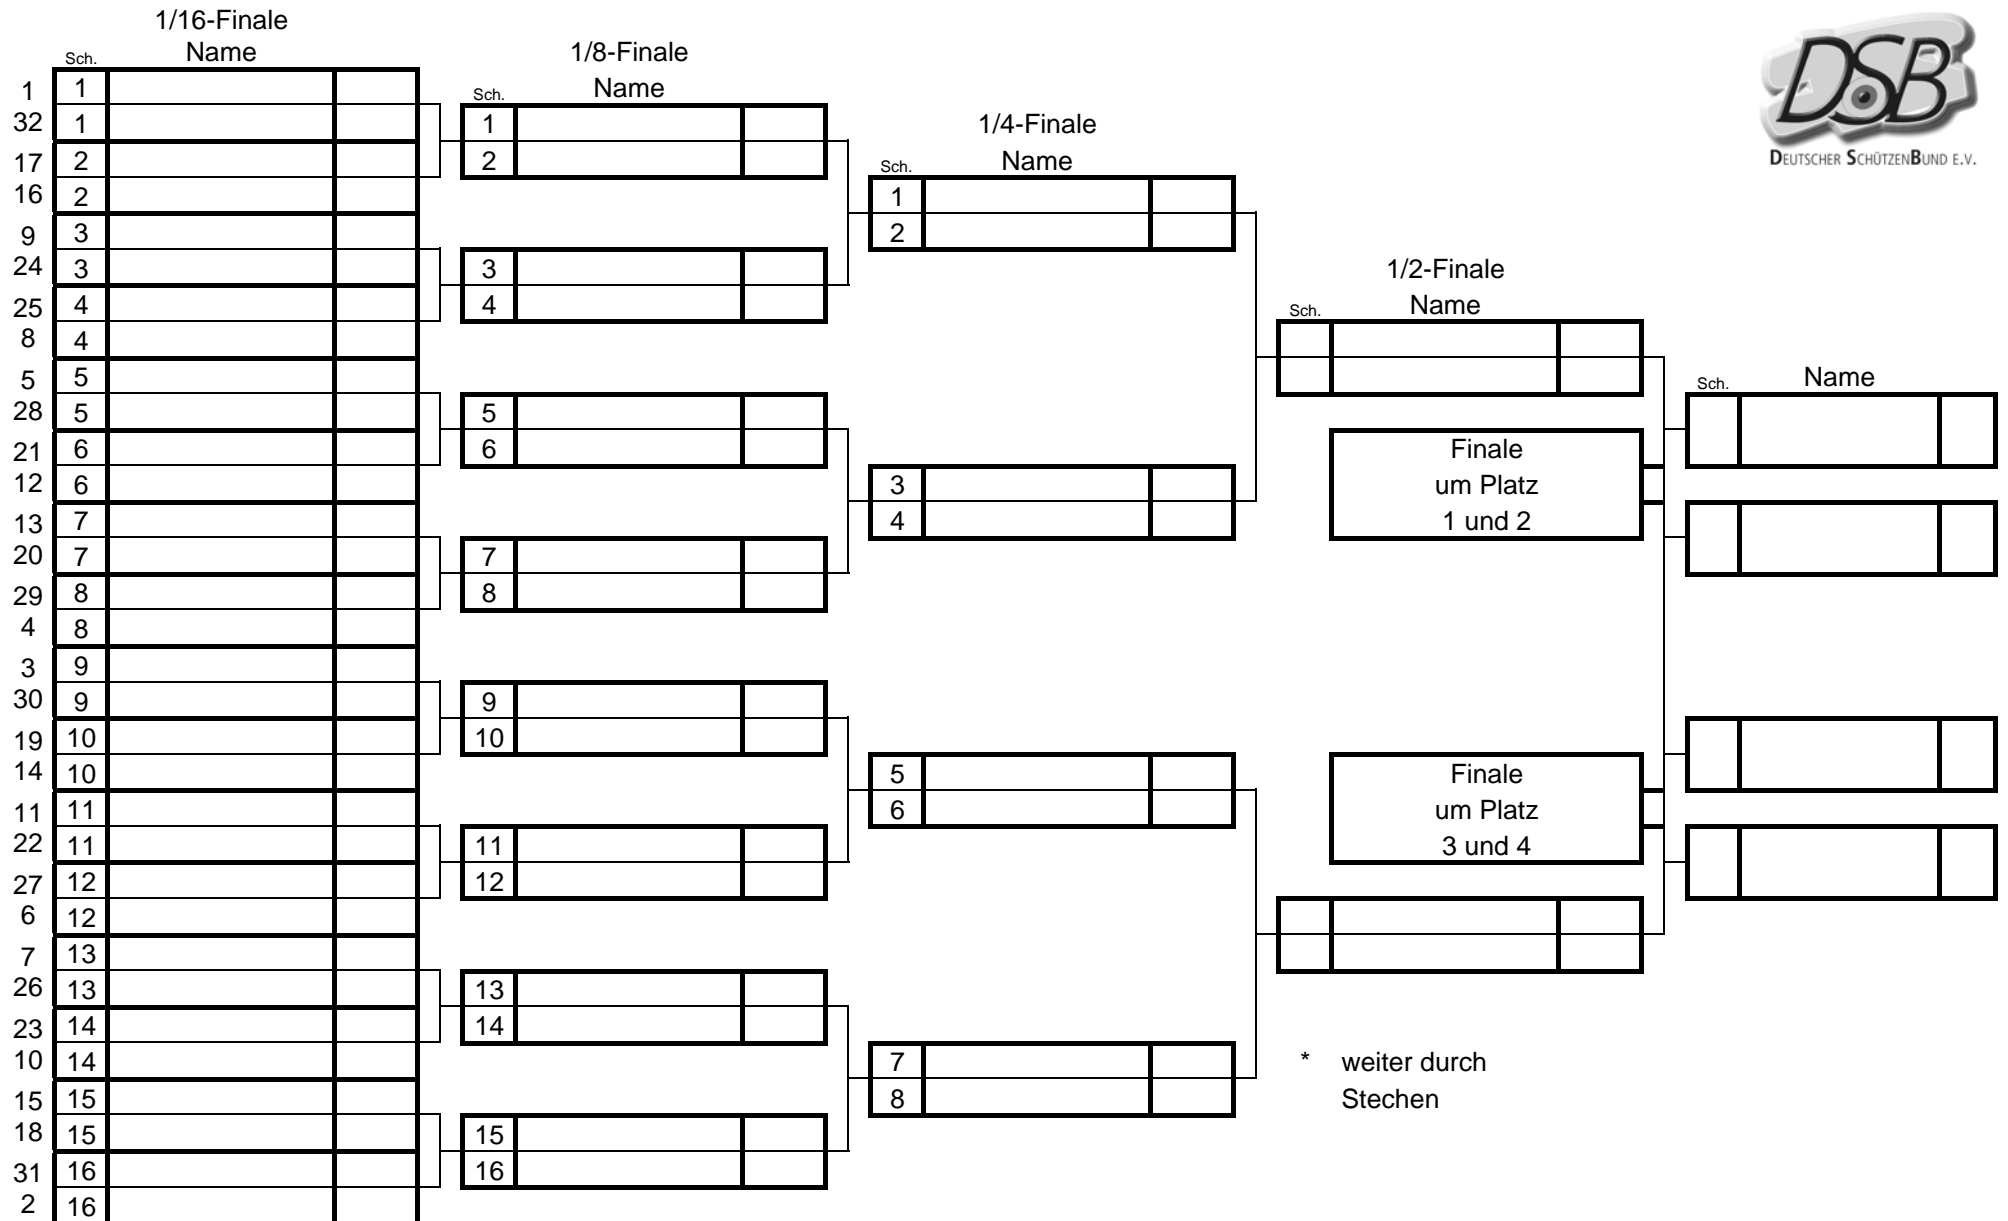 1/16-Finale
Sch. Name
1 1
32 1
17 2
16 2
9 3
24 3
25 4
8 4
5 5
28 5
21 6
12 6
13 7
20 7
29 8
4 8
3 9
30 9
19 10
14 10
11 11
22 11
27 12
6 12
7 13
26 13
23 14
10 14
15 15
18 15
31 16
2 16
1/8-Finale
Sch. Name
1
2
3
4
5
6
7
8
9
10
11
12
13
14
15
16
1/4-Finale
Sch. Name
1
2
3
4
5
6
7
8
1/2-Finale
Sch. Name
Finale
um Platz
1 und 2
Finale
um Platz
3 und 4
* weiter durch
Stechen
Sch. Name
DSB
DEUTSCHER SCHÜTZENBUND E.V.